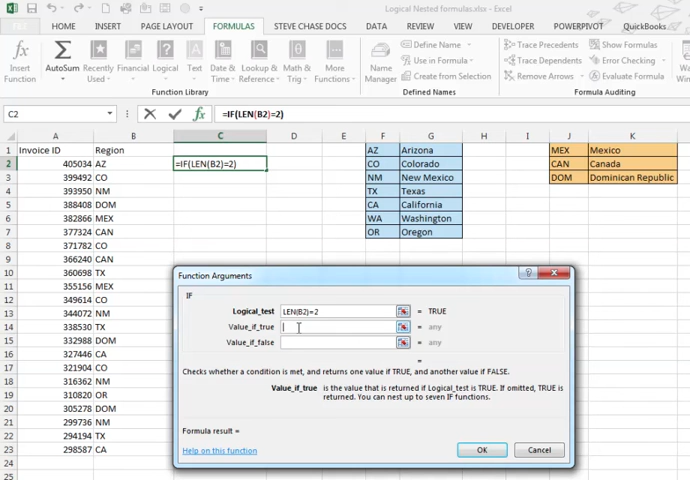 Logical Nested formulas.xlsx - Excel
FILE HOME INSERT PAGE LAYOUT FORMULAS STEVE CHASE DOCS DATA REVIEW VIEW DEVELOPER POWERPIVOT QuickBooks
Insert Function
AutoSum
Recently Used
Financial
Logical
Text
Date & Time
Lookup & Reference
Math & Trig
More Functions
Function Library
Name Manager
Define Name
Use in Formula
Create from Selection
Defined Names
Trace Precedents
Trace Dependents
Remove Arrows
Show Formulas
Error Checking
Evaluate Formula
Formula Auditing
C2 fx =IF(LEN(B2)=2)
A B C D E F G H I J K
1 Invoice ID Region AZ Arizona MEX Mexico
2 405034 AZ =IF(LEN(B2)=2) CO Colorado CAN Canada
3 399492 CO NM New Mexico DOM Dominican Republic
4 393950 NM TX Texas
5 388408 DOM CA California
6 382866 MEX WA Washington
7 377324 CAN OR Oregon
8 371782 CO
9 366240 CAN
10 360698 TX
11 355156 MEX
12 349614 CO
13 344072 NM
14 338530 TX
15 332988 DOM
16 327446 CA
17 321904 CO
18 316362 NM
19 310820 OR
20 305278 DOM
21 299736 NM
22 294194 TX
23 298587 CA
24
25
Function Arguments
IF
Logical_test LEN(B2)=2 = TRUE
Value_if_true = any
Value_if_false = any
=
Checks whether a condition is met, and returns one value if TRUE, and another value if FALSE.
Value_if_true is the value that is returned if Logical_test is TRUE. If omitted, TRUE is
returned. You can nest up to seven IF functions.
Formula result =
Help on this function
OK
Cancel